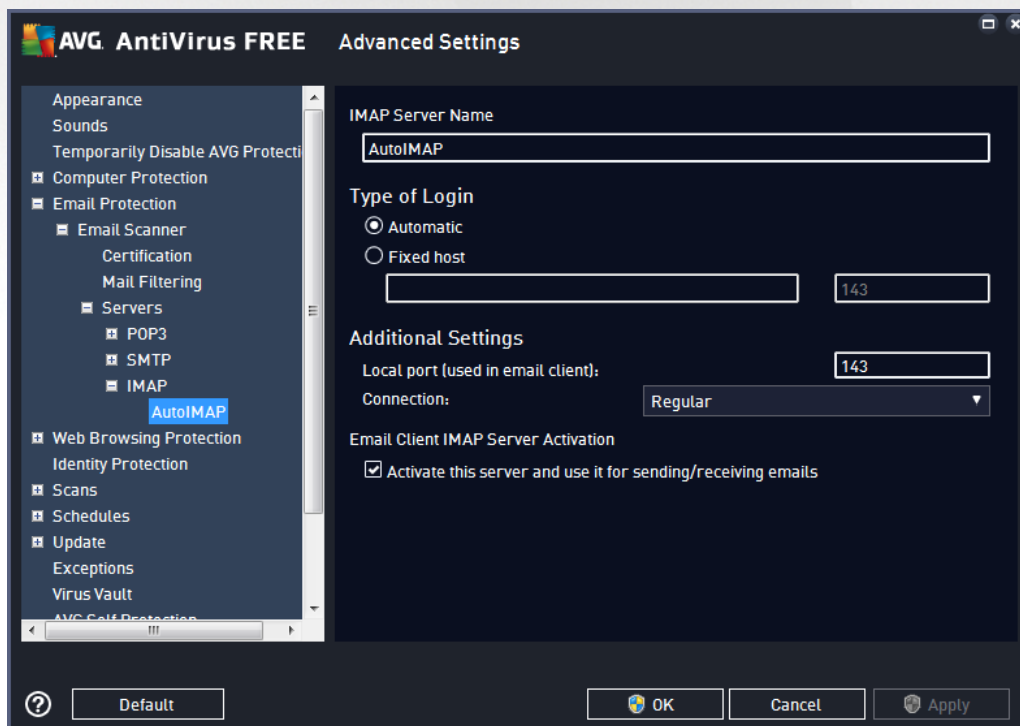 AVG. AntiVirus FREE Advanced Settings
Appearance
Sounds
Temporarily Disable AVG Protecti
Computer Protection
Email Protection
Email Scanner
Certification
Mail Filtering
Servers
POP3
SMTP
IMAP
AutoIMAP
Web Browsing Protection
Identity Protection
Scans
Schedules
Update
Exceptions
Virus Vault
AVG Self Protection
IMAP Server Name
AutoIMAP
Type of Login
Automatic
Fixed host
143
Additional Settings
Local port (used in email client): 143
Connection: Regular
Email Client IMAP Server Activation
Activate this server and use it for sending/receiving emails
? Default OK Cancel Apply